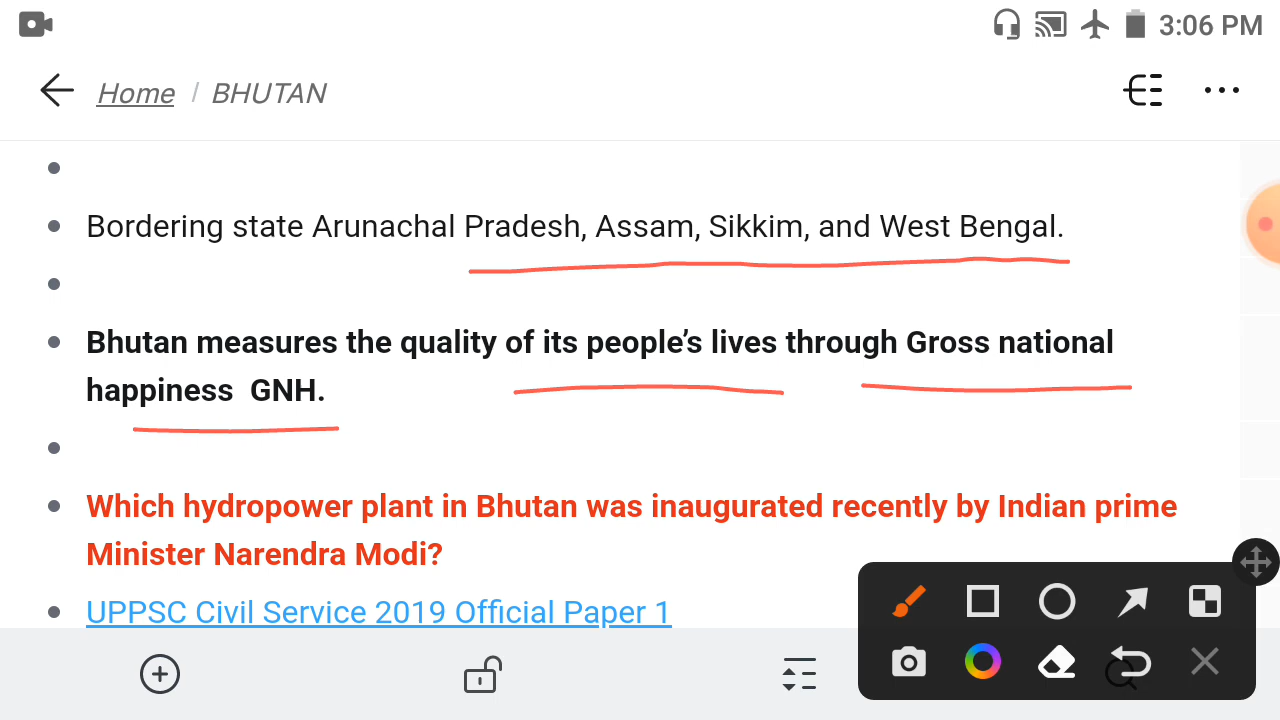 3:06 PM
Home / BHUTAN
Bordering state Arunachal Pradesh, Assam, Sikkim, and West Bengal.
Bhutan measures the quality of its people’s lives through Gross national
happiness  GNH.
Which hydropower plant in Bhutan was inaugurated recently by Indian prime
Minister Narendra Modi?
UPPSC Civil Service 2019 Official Paper 1